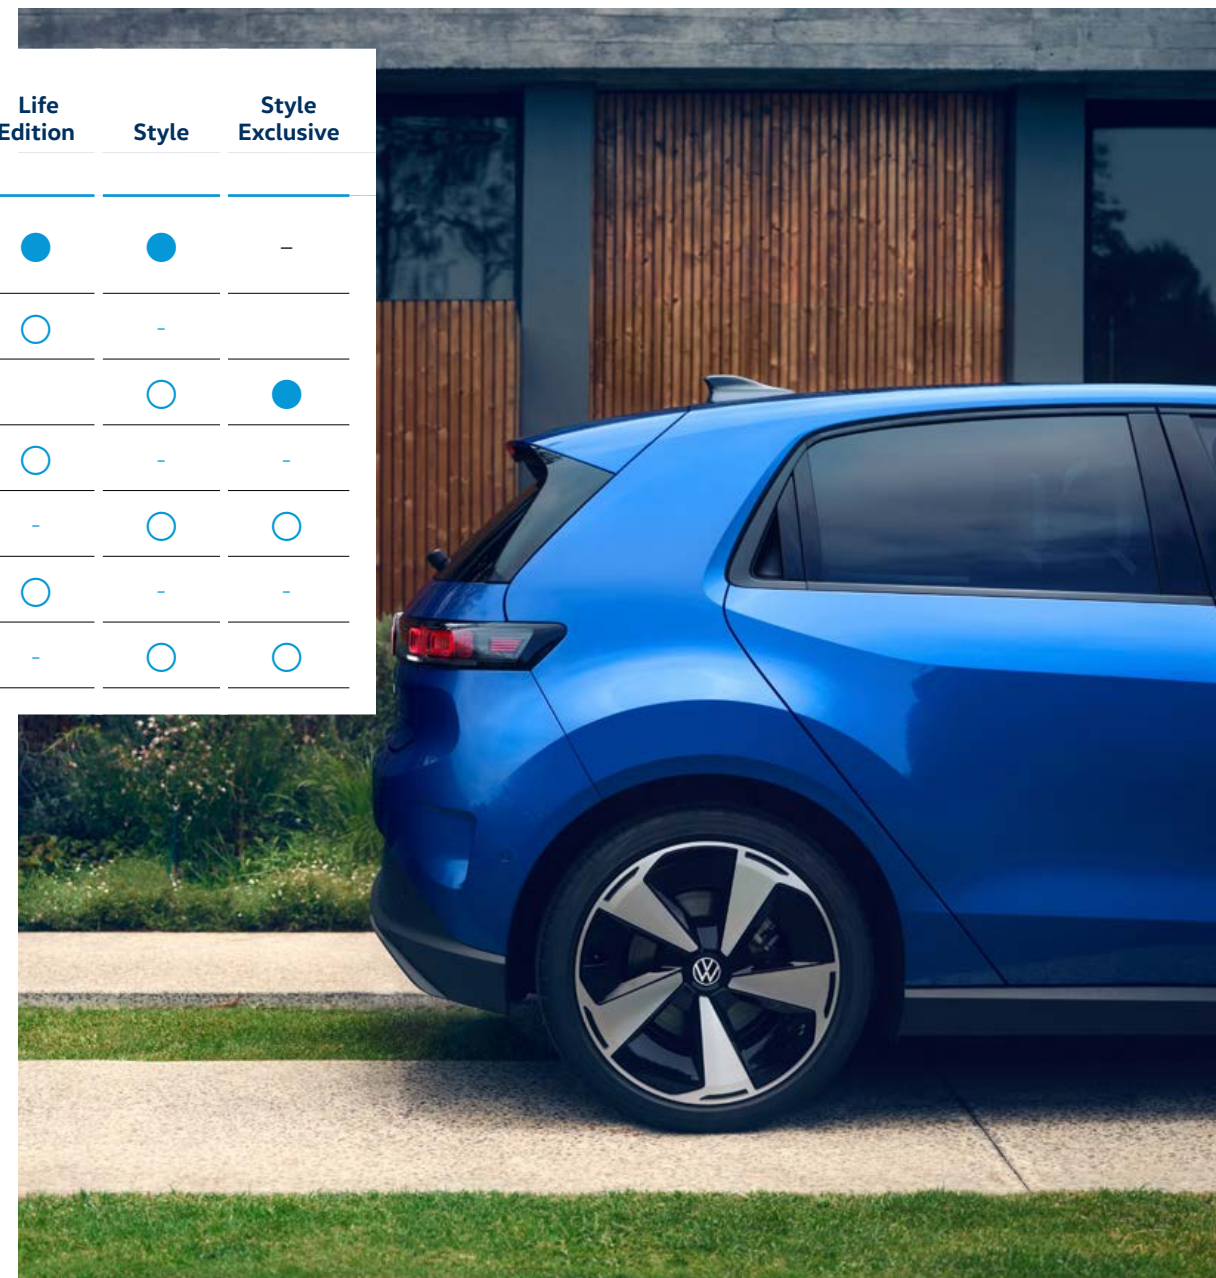 Life Style
Edition Style Exclusive
● ● –
○ -
○ ●
○ - -
- ○ ○
○ - -
- ○ ○